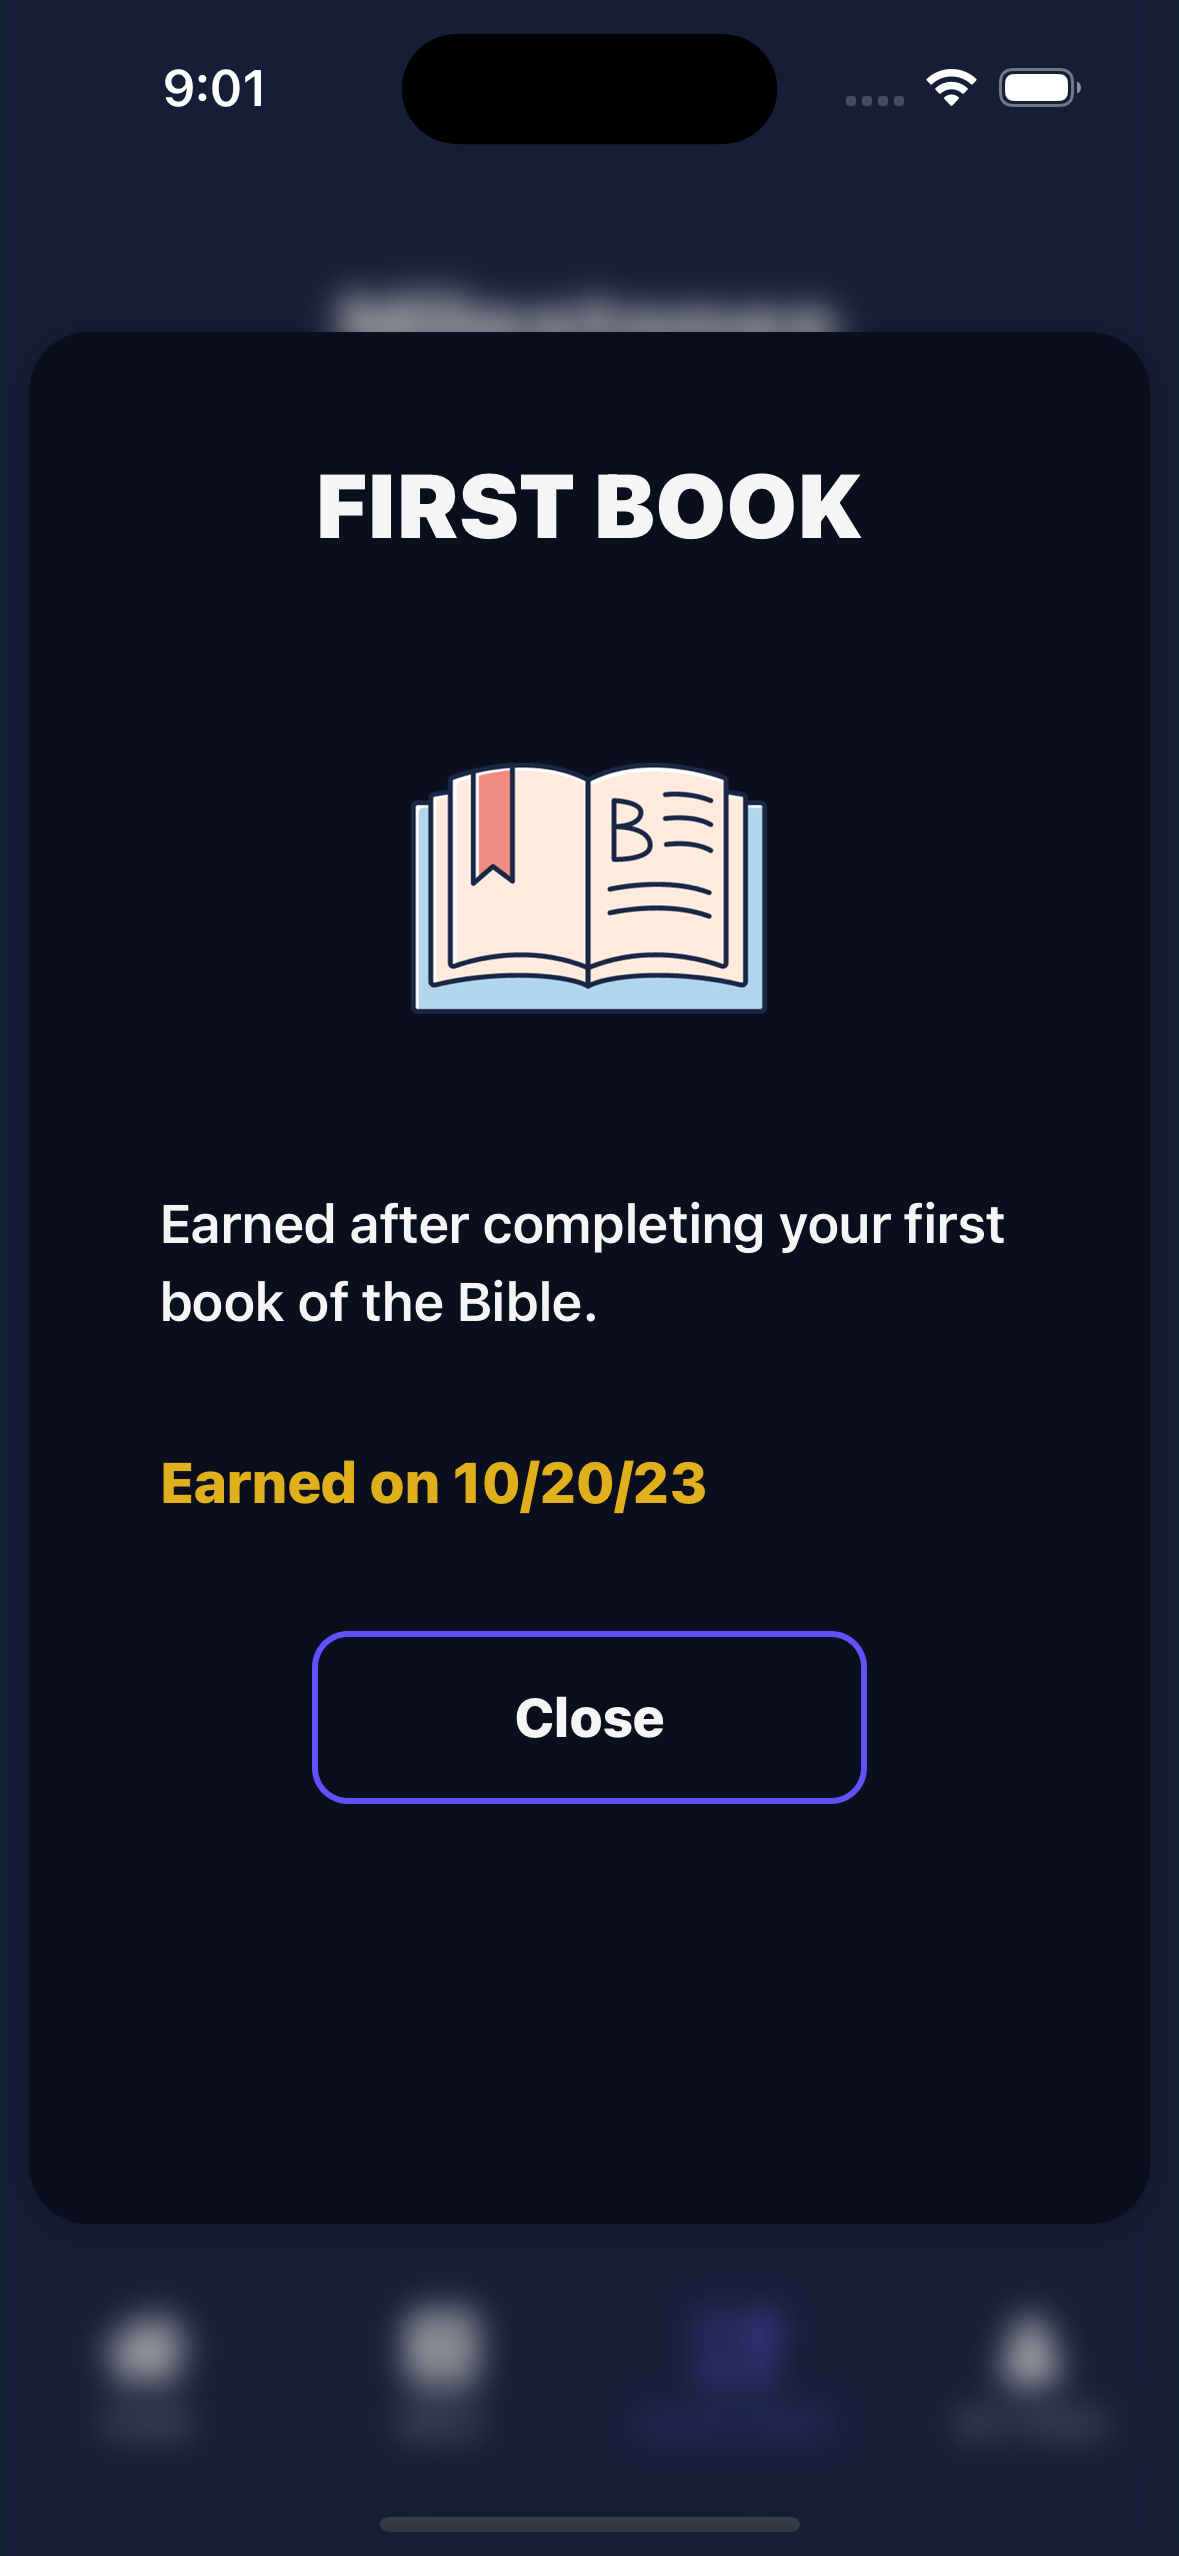 9:01
FIRST BOOK
B
Earned after completing your first
book of the Bible.
Earned on 10/20/23
Close